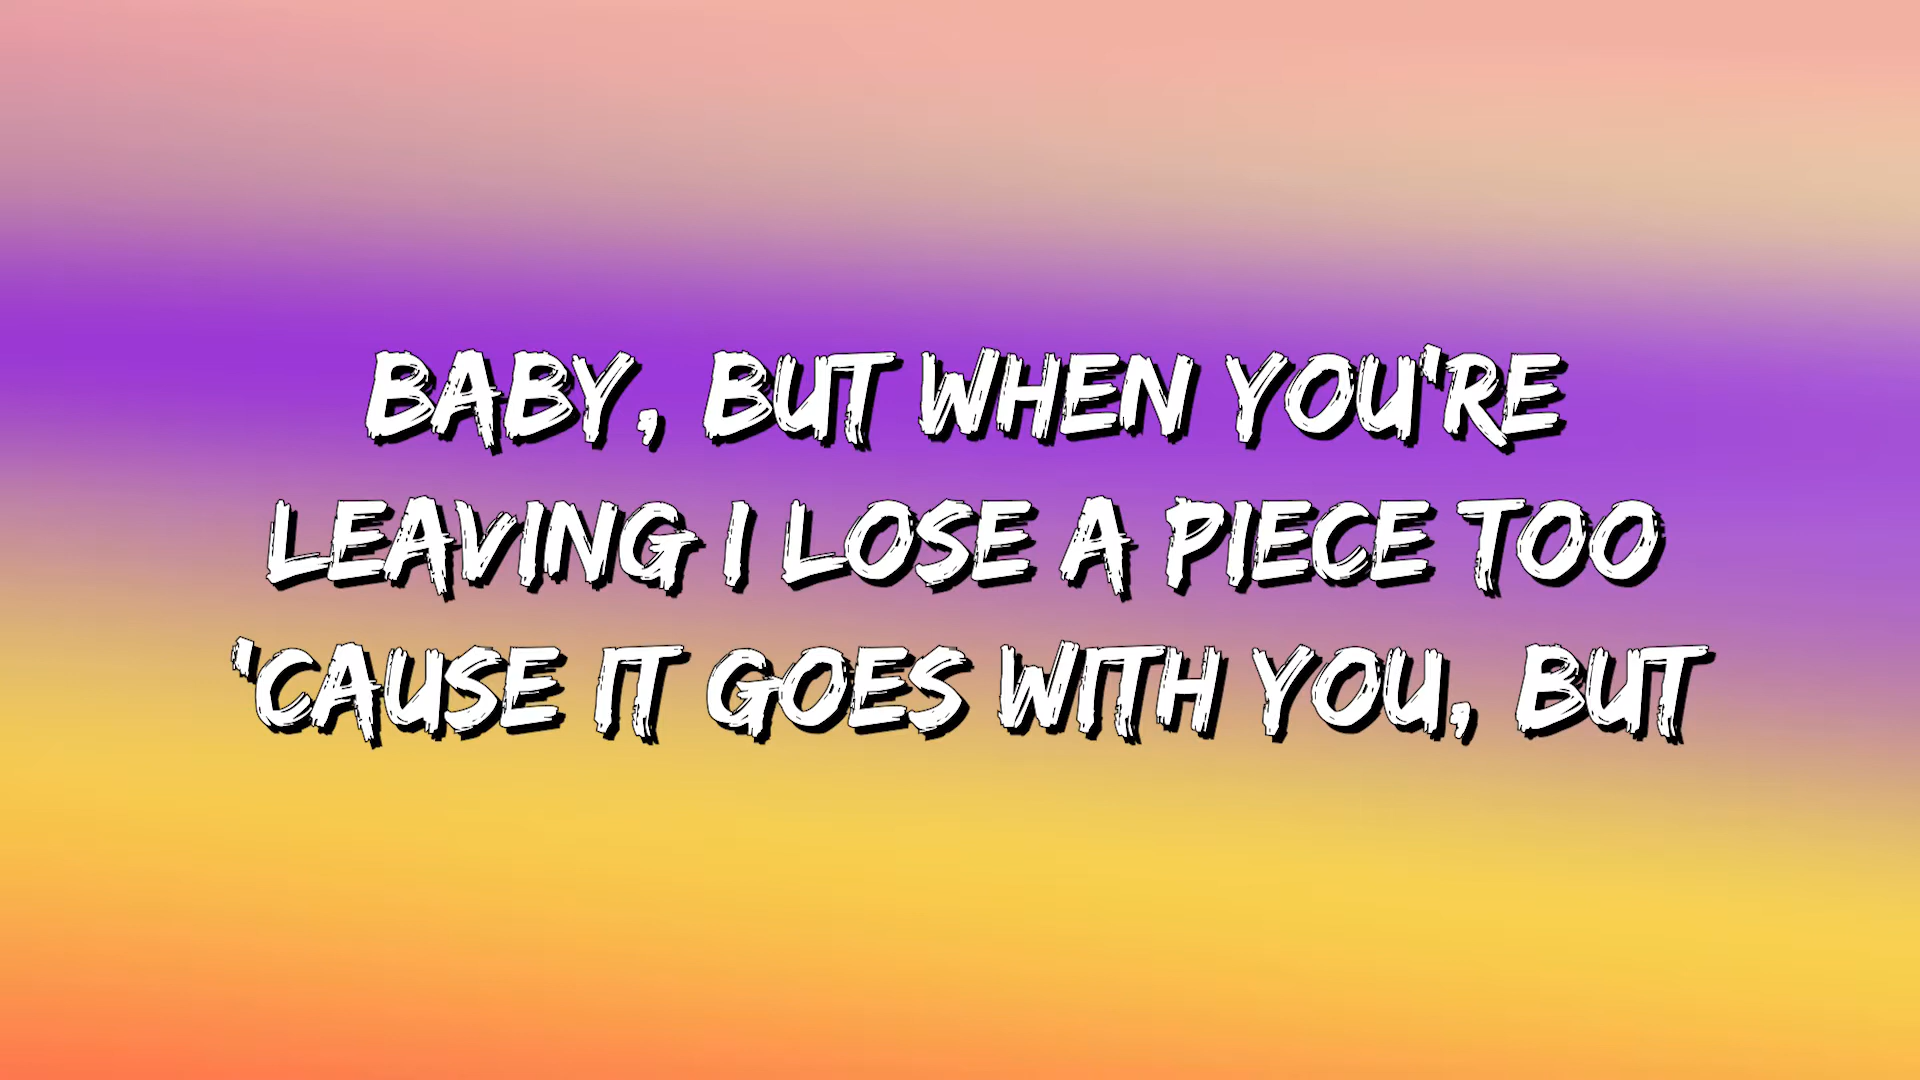 BABY, BUT WHEN YOU'RE
LEAVING I LOSE A PIECE TOO
'CAUSE IT GOES WITH YOU, BUT